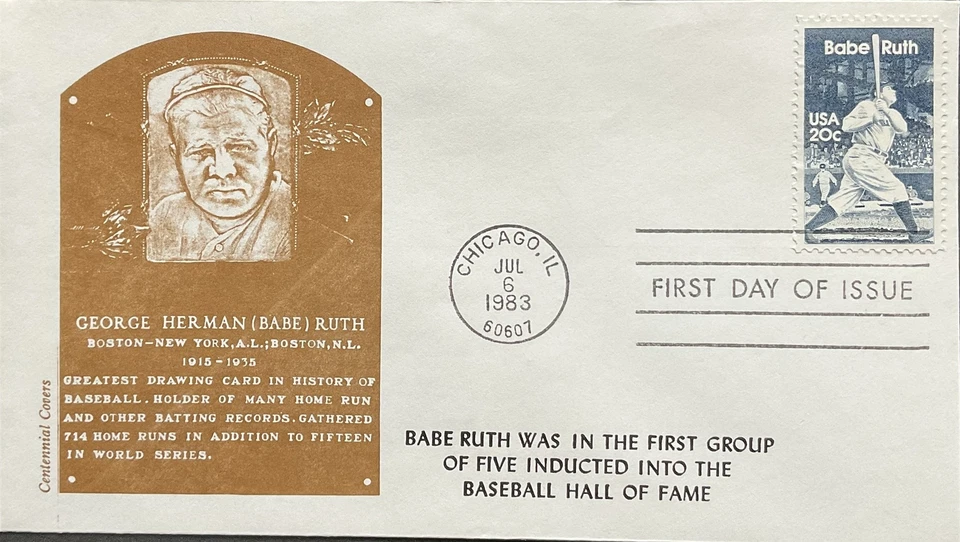 GEORGE HERMAN (BABE) RUTH
BOSTON–NEW YORK, A.L.; BOSTON, N.L.
1915 – 1935
GREATEST DRAWING CARD IN HISTORY OF
BASEBALL. HOLDER OF MANY HOME RUN
AND OTHER BATTING RECORDS. GATHERED
714 HOME RUNS IN ADDITION TO FIFTEEN
IN WORLD SERIES.
Centennial Covers
CHICAGO, IL
JUL
6
1983
60607
Babe Ruth
USA
20c
FIRST DAY OF ISSUE
BABE RUTH WAS IN THE FIRST GROUP
OF FIVE INDUCTED INTO THE
BASEBALL HALL OF FAME